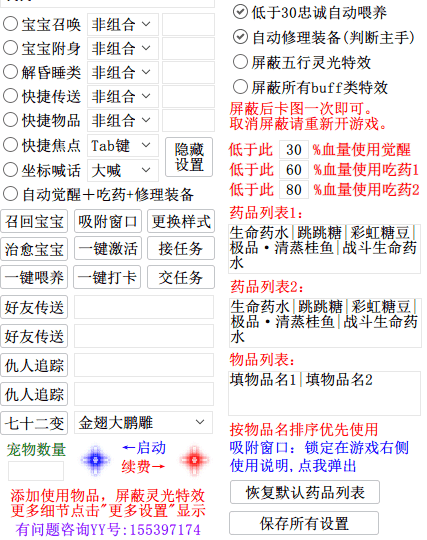 宝宝召唤 非组合
宝宝附身 非组合
解昏睡类 非组合
快捷传送 非组合
快捷物品 非组合
快捷焦点 Tab键
坐标喊话 大喊
隐藏
设置
自动觉醒＋吃药+修理装备
召回宝宝 吸附窗口 更换样式
治愈宝宝 一键激活 接任务
一键喂养 一键打卡 交任务
好友传送
好友传送
仇人追踪
仇人追踪
七十二变 金翅大鹏雕
宠物数量
←启动
续费→
添加使用物品，屏蔽灵光特效
更多细节点击"更多设置"显示
有问题咨询YY号:155397174
低于30忠诚自动喂养
自动修理装备(判断主手)
屏蔽五行灵光特效
屏蔽所有buff类特效
屏蔽后卡图一次即可。
取消屏蔽请重新开游戏。
低于此 30 %血量使用觉醒
低于此 60 %血量使用吃药1
低于此 80 %血量使用吃药2
药品列表1:
生命药水|跳跳糖|彩虹糖豆|
极品·清蒸桂鱼|战斗生命药
水
药品列表2:
生命药水|跳跳糖|彩虹糖豆|
极品·清蒸桂鱼|战斗生命药
水
物品列表:
填物品名1|填物品名2
按物品名排序优先使用
吸附窗口: 锁定在游戏右侧
使用说明,点我弹出
恢复默认药品列表
保存所有设置